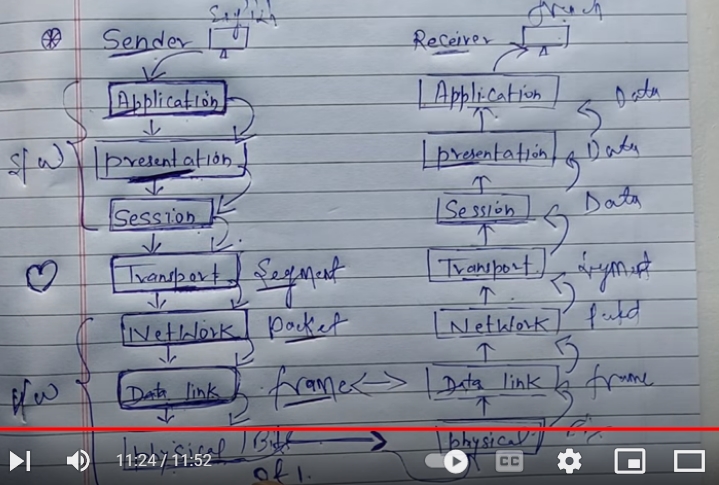 English French
Sender Receiver
Application Application Data
S/W presentation presentation Data
Session Session Data
Transport Segment Transport Segment
Network packet Network
H/W Data link frame Data link frame
physical Bits physical
11:24 / 11:52 CC
of 1.